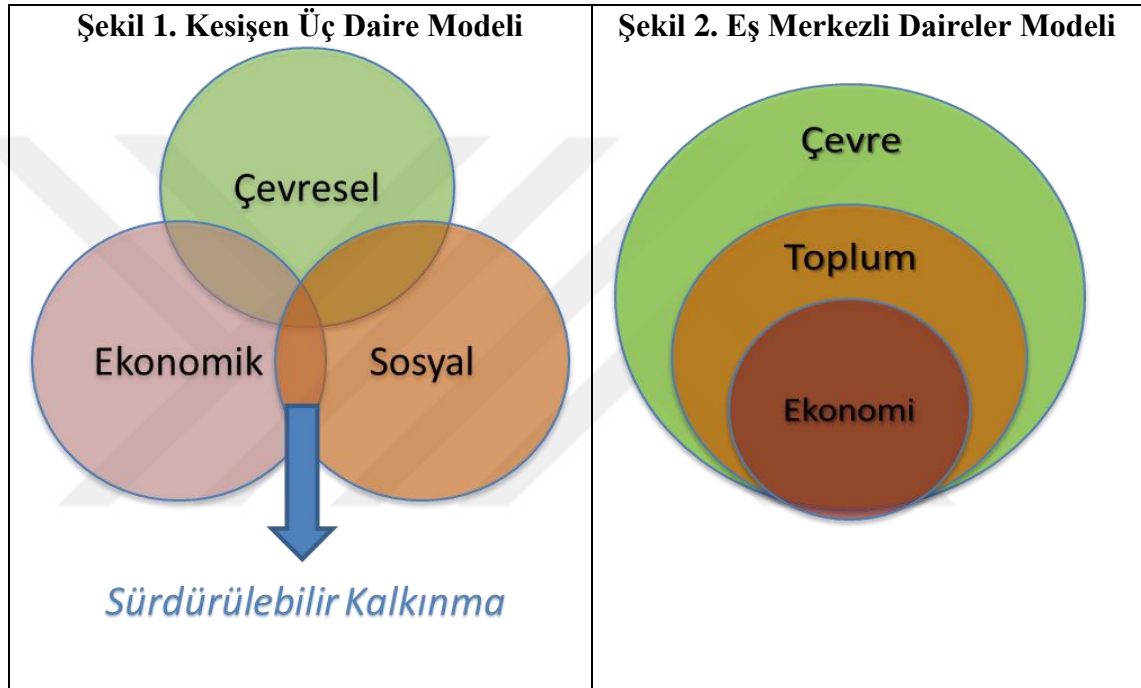 Şekil 1. Kesişen Üç Daire Modeli
Çevresel
Ekonomik
Sosyal
Sürdürülebilir Kalkınma
Şekil 2. Eş Merkezli Daireler Modeli
Çevre
Toplum
Ekonomi